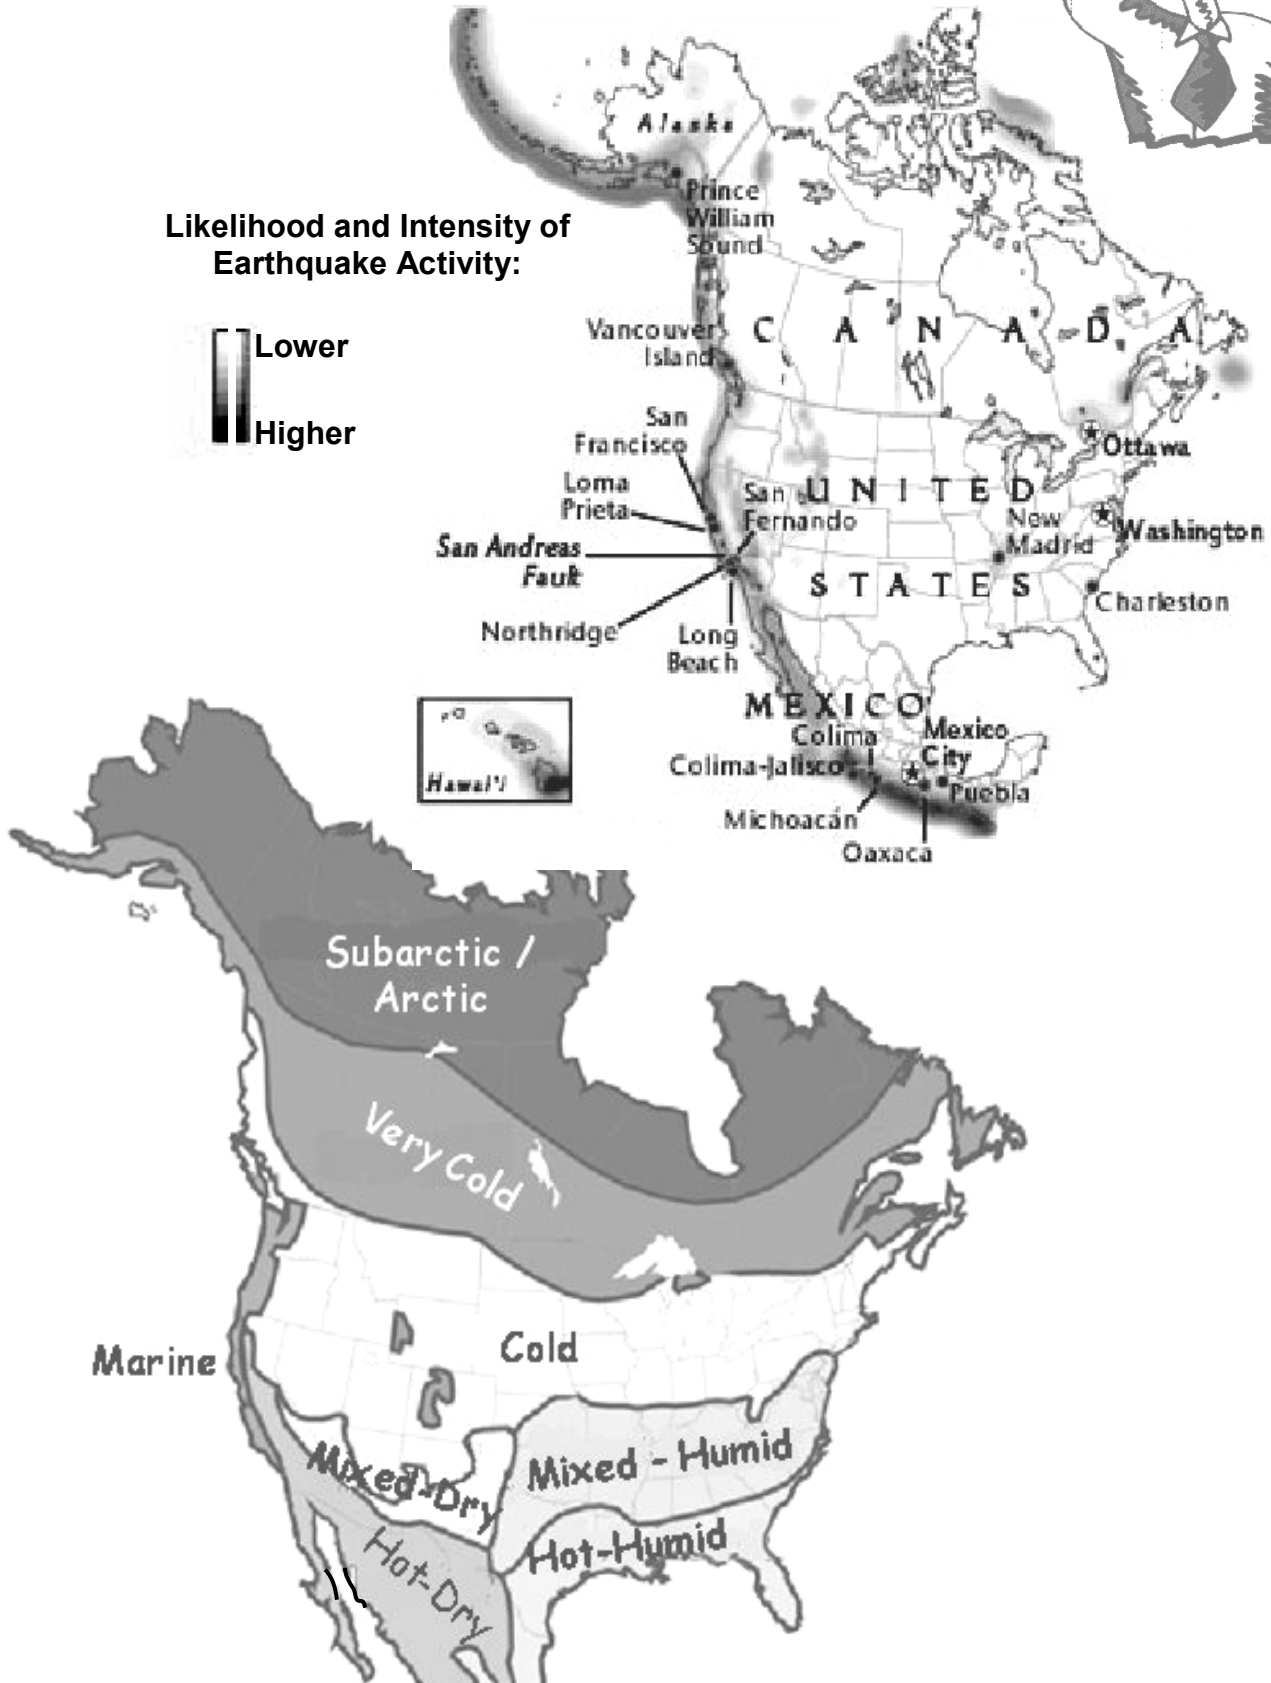 Alaska
Prince
William
Sound
Likelihood and Intensity of
Earthquake Activity:
Lower
Higher
Vancouver
Island
C A N A D A
San
Francisco
Ottawa
Loma
Prieta
San
Fernando
U N I T E D
New
Madrid
Washington
San Andreas
Fault
S T A T E S
Charleston
Northridge
Long
Beach
MEXICO
Colima
Mexico
City
Colima-Jalisco
Puebla
Michoacán
Oaxaca
Hawai'i
Subarctic /
Arctic
Very Cold
Cold
Marine
Mixed-Dry
Mixed - Humid
Hot-Humid
Hot-Dry